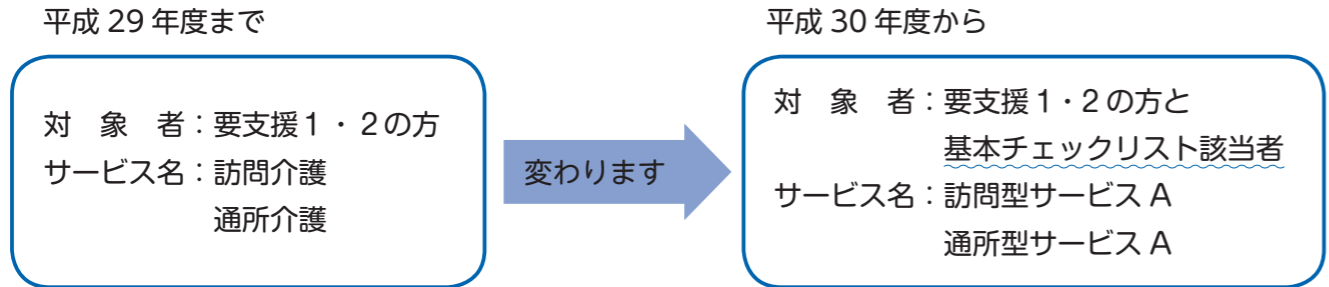 平成 29 年度まで
対　象　者：要支援１・２の方
サービス名：訪問介護
通所介護
変わります
平成 30 年度から
対　象　者：要支援１・２の方と
基本チェックリスト該当者
サービス名：訪問型サービス A
通所型サービス A